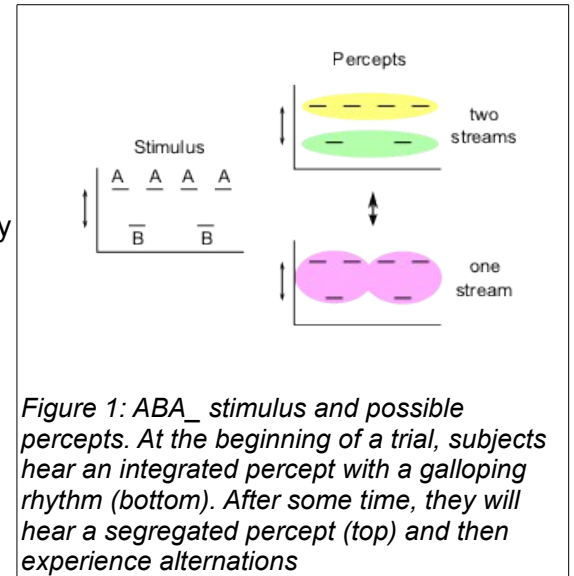 Percepts
two
streams
Stimulus
A A A A
B B
y
one
stream
Figure 1: ABA_ stimulus and possible
percepts. At the beginning of a trial, subjects
hear an integrated percept with a galloping
rhythm (bottom). After some time, they will
hear a segregated percept (top) and then
experience alternations